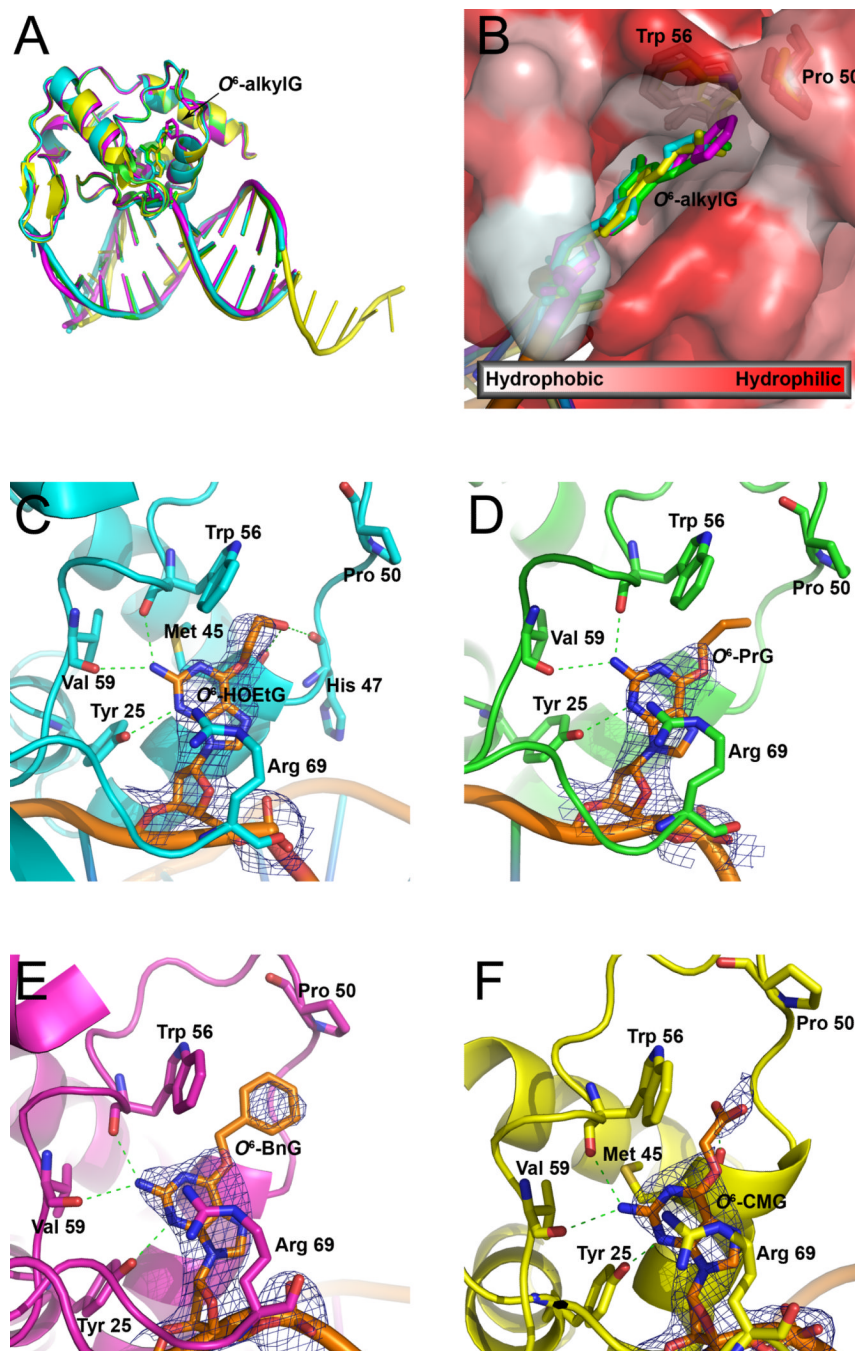 A
O⁶-alkylG
B
Trp 56
Pro 50
O⁶-alkylG
Hydrophobic Hydrophilic
C
Trp 56
Pro 50
Met 45
Val 59
O⁶-HOEtG
His 47
Tyr 25
Arg 69
D
Trp 56
Pro 50
O⁶-PrG
Val 59
Tyr 25
Arg 69
E
Pro 50
Trp 56
O⁶-BnG
Val 59
Arg 69
Tyr 25
F
Pro 50
Trp 56
Met 45
Val 59
O⁶-CMG
Tyr 25
Arg 69